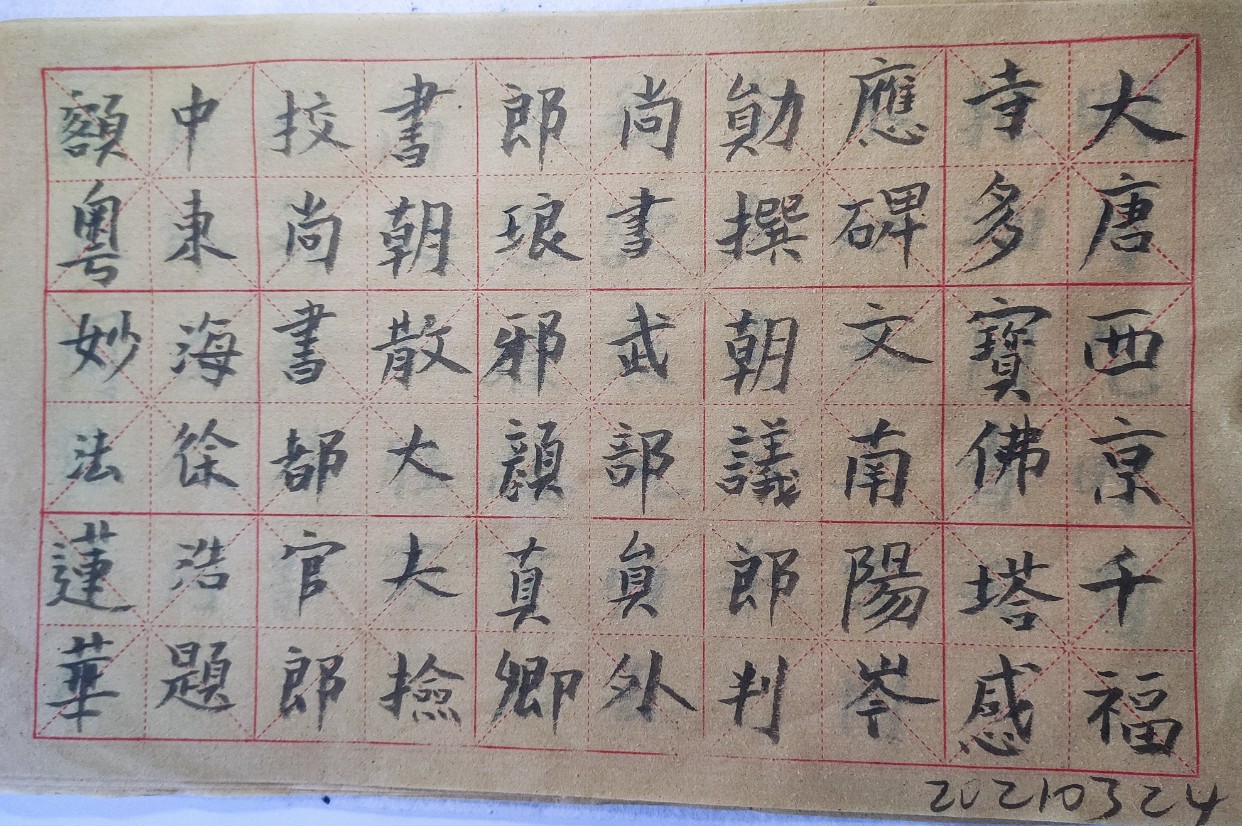 大唐西京千福
寺多寶佛塔感
應碑文南陽岑
勛撰朝議郎判
尚書武部員外
郎琅邪顏真卿
書朝散大夫撿
挍尚書都官郎
中東海徐浩題
額粵妙法蓮華
20210324